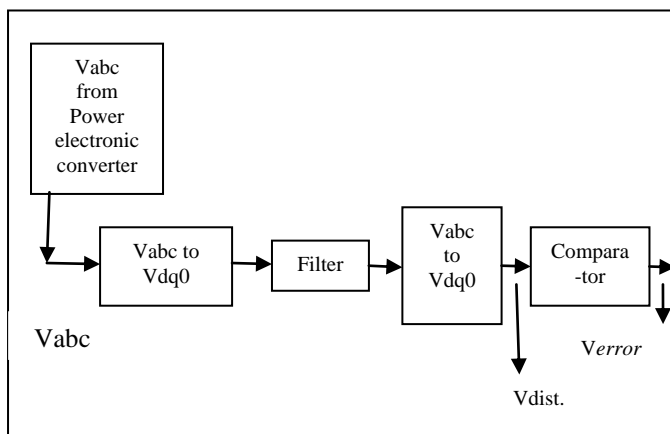 Vabc
from
Power
electronic
converter
Vabc to
Vdq0
Filter
Vabc
to
Vdq0
Compara
-tor
Vabc
Verror
Vdist.